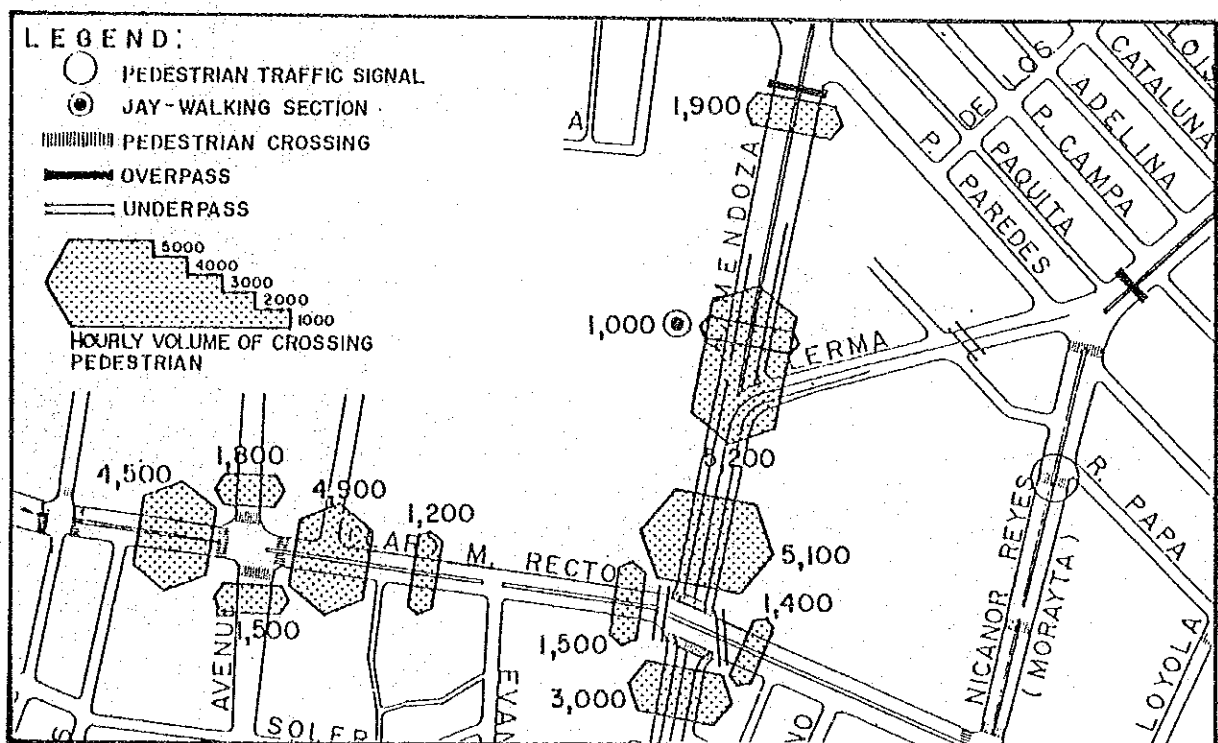 LEGEND:
PEDESTRIAN TRAFFIC SIGNAL
JAY-WALKING SECTION
PEDESTRIAN CROSSING
OVERPASS
UNDERPASS
5000
4000
3000
2000
1000
HOURLY VOLUME OF CROSSING
PEDESTRIAN
A
1,900
MENDOZA
P.
PAREDES
DE LOS
PAQUITA
P. CAMPA
ADELINA
CATALUNA
LOIS
1,000
LERMA
5,200
4,500
1,800
4,900
1,200
M. RECTO
5,100
1,400
1,500
1,500
3,000
AVENUE
SOLER
EVAN
NO
NICANOR REYES
(MORAYTA)
R. PAPA
LOYOLA
S